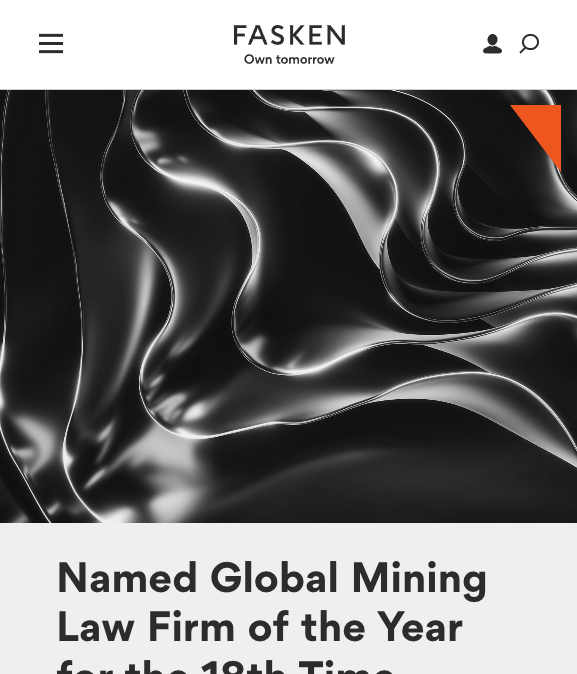 FASKEN
Own tomorrow
Named Global Mining
Law Firm of the Year
for the 18th Time